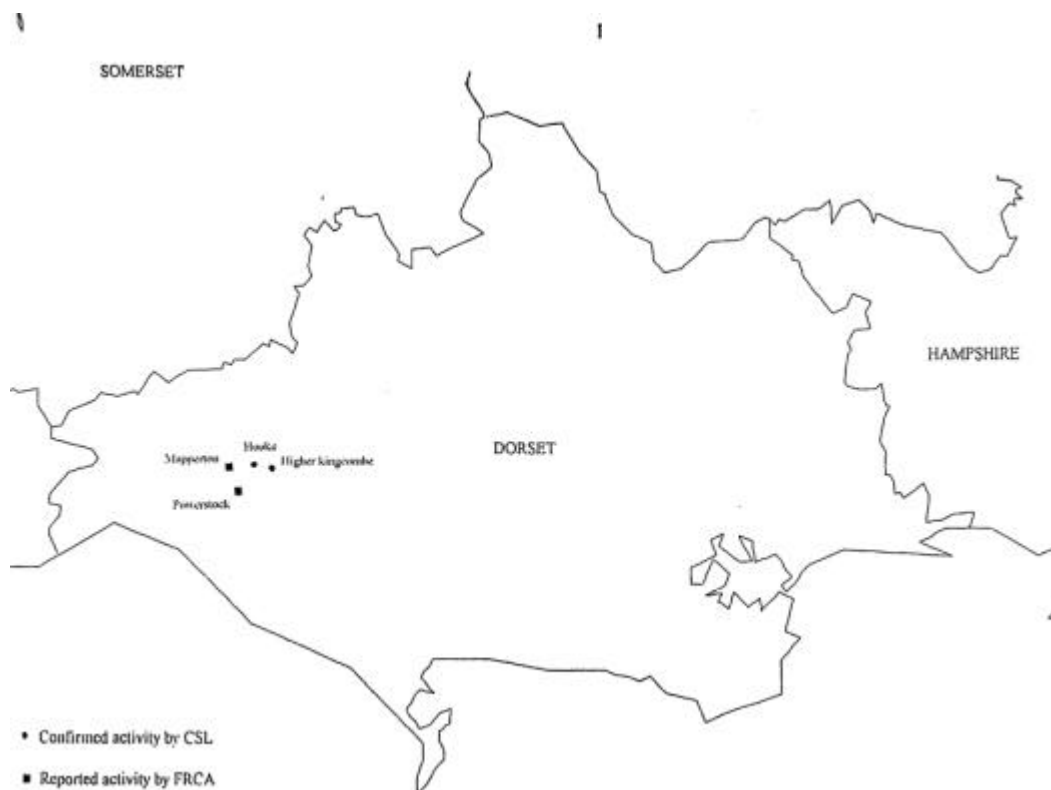 SOMERSET
HAMPSHIRE
DORSET
Hooke
Mapperton
Higher kingcombe
Powerstock
• Confirmed activity by CSL
■ Reported activity by FRCA